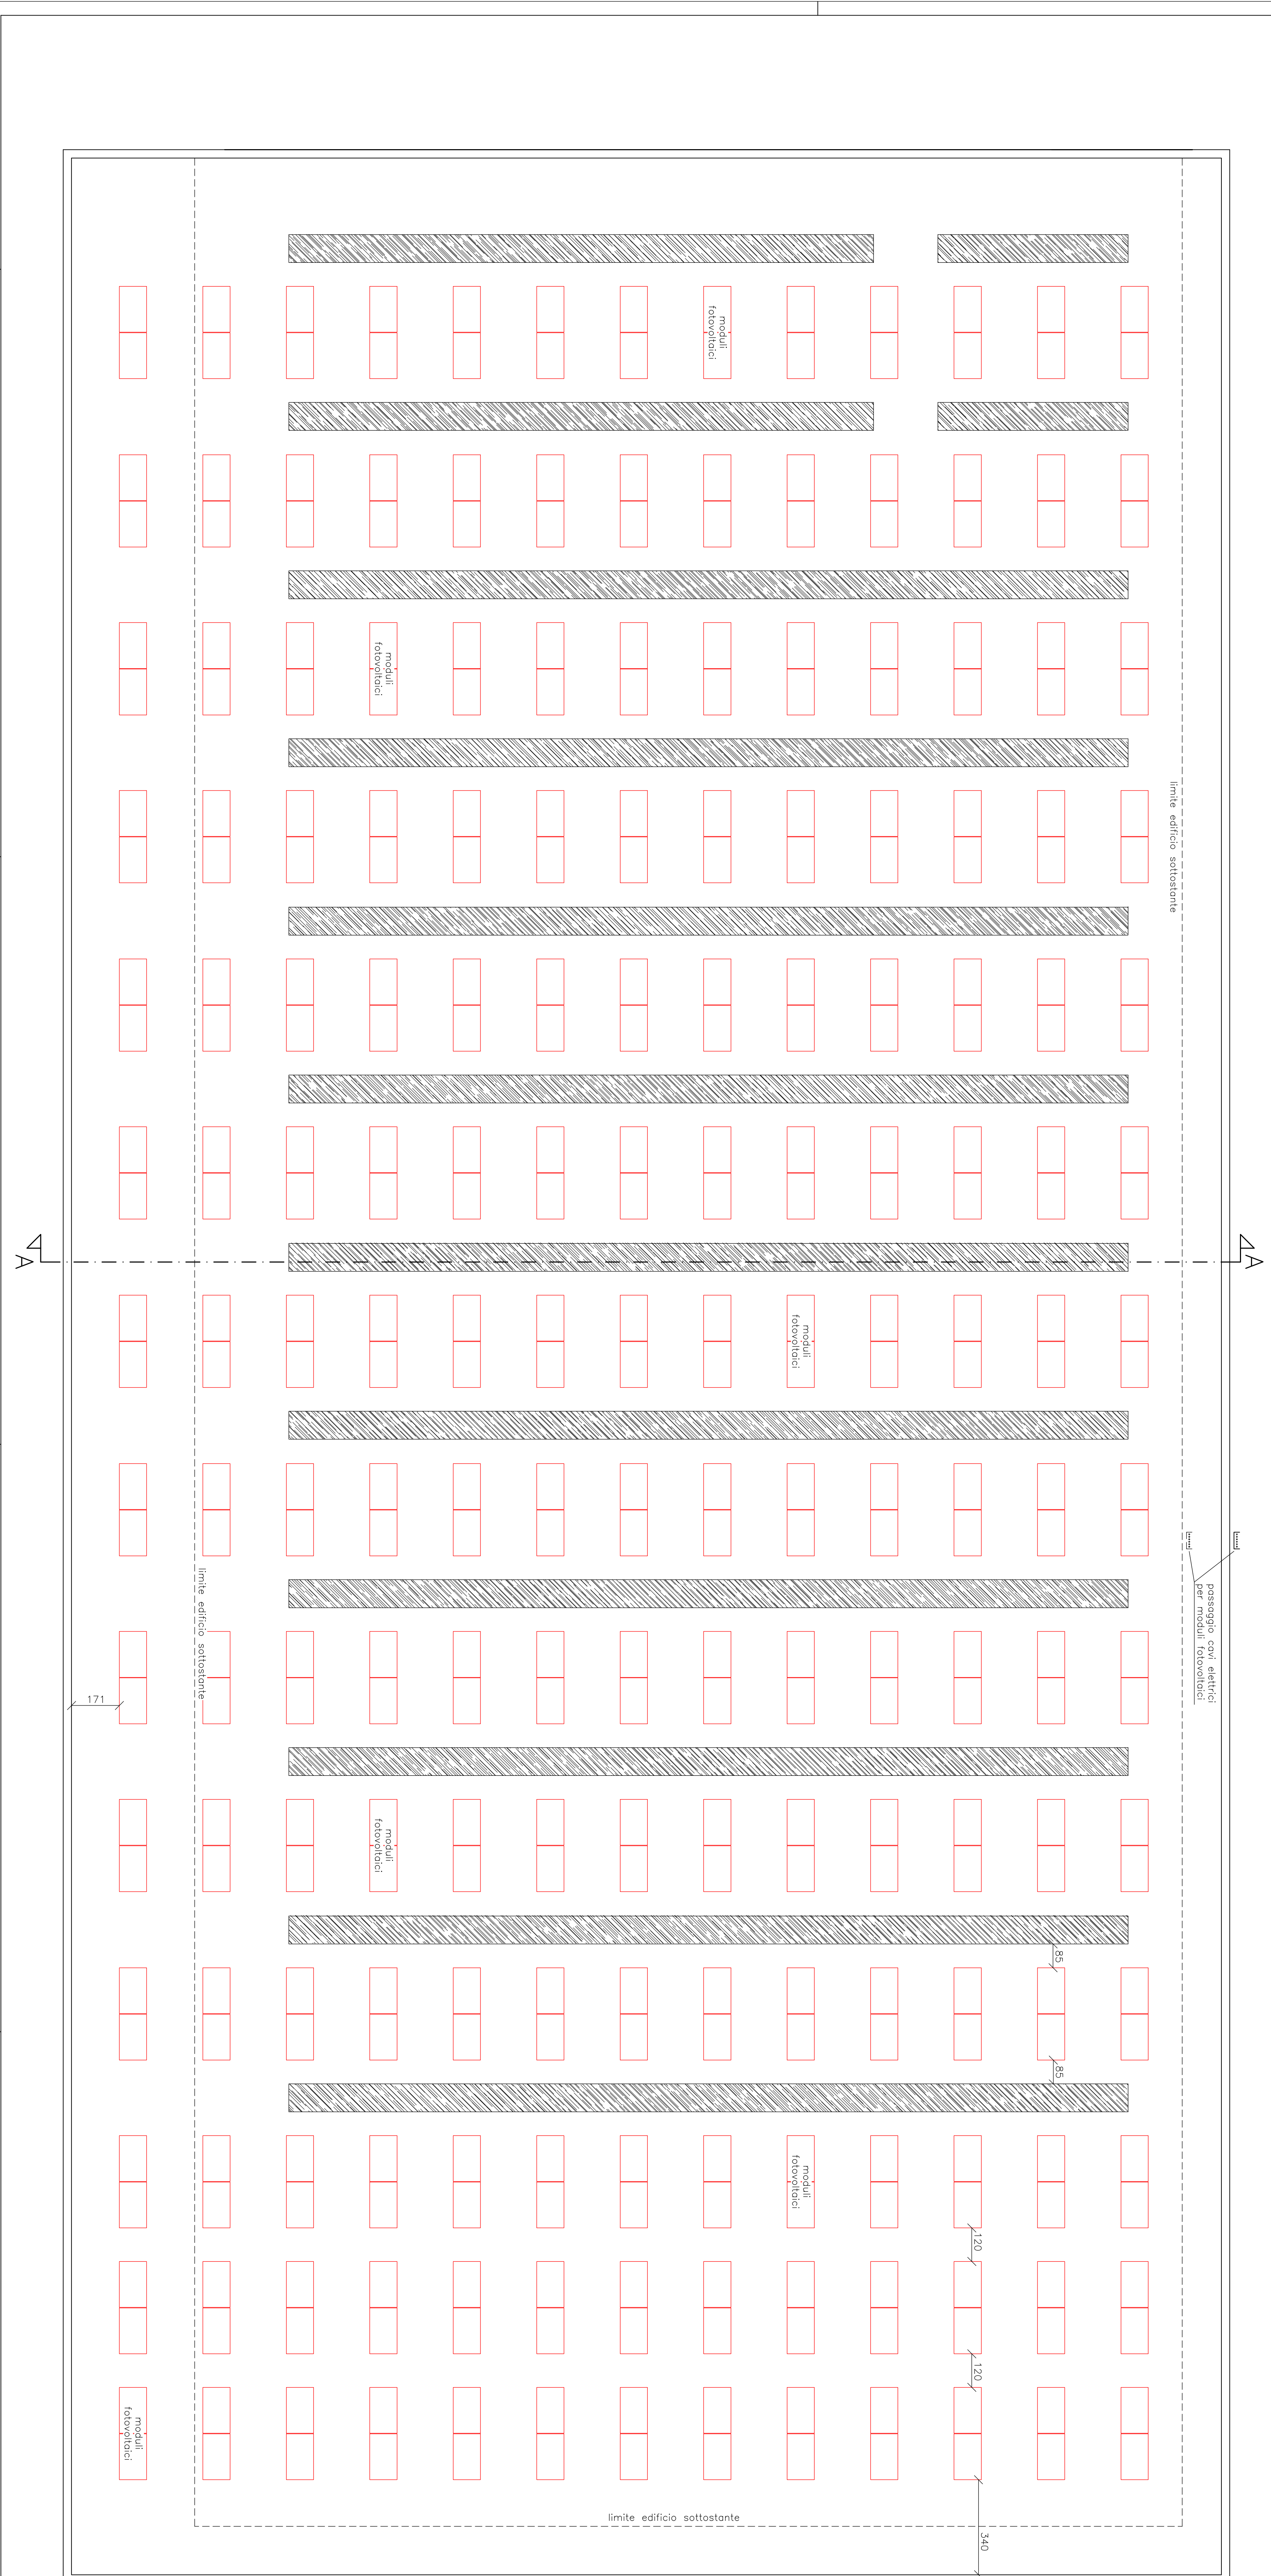 moduli
fotovoltaici
moduli
fotovoltaici
limite edificio sottostante
A
A
moduli
fotovoltaici
passaggio cavi elettrici
per moduli fotovoltaici
limite edificio sottostante
171
moduli
fotovoltaici
85
85
moduli
fotovoltaici
120
120
moduli
fotovoltaici
limite edificio sottostante
340